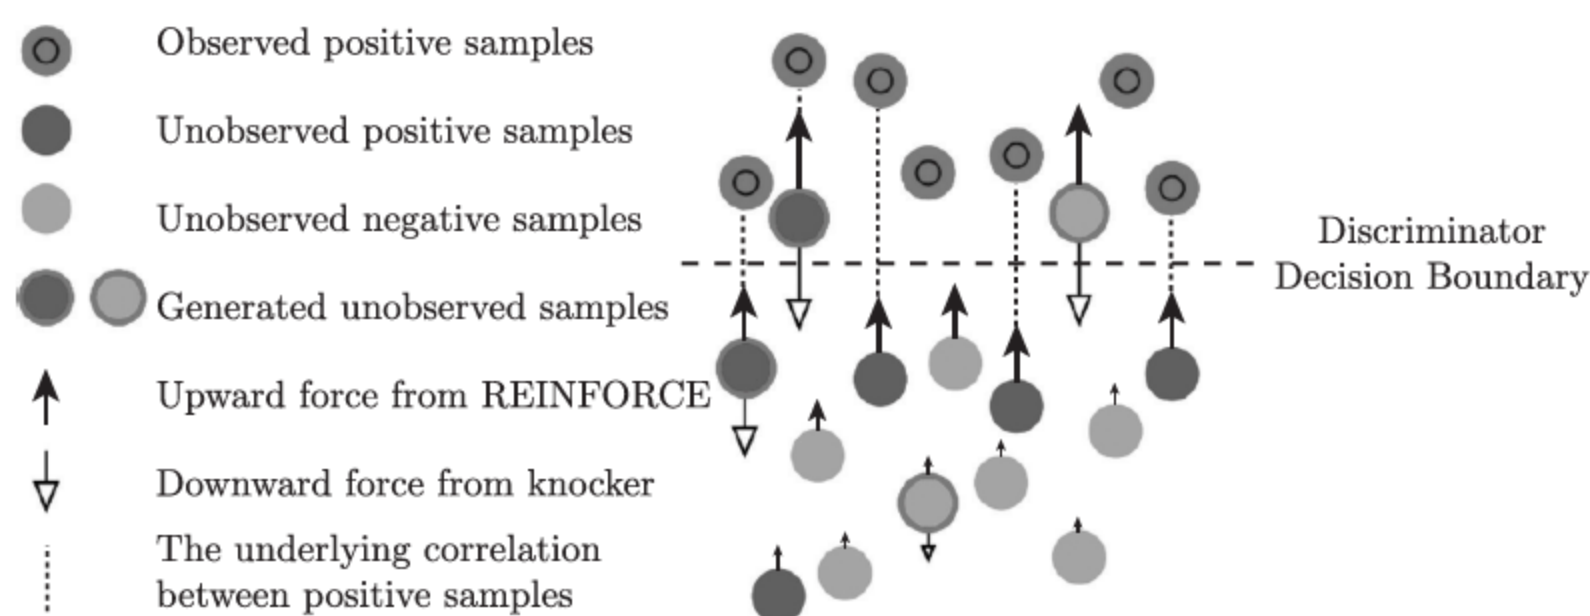 Observed positive samples
Unobserved positive samples
Unobserved negative samples
Generated unobserved samples
Upward force from REINFORCE
Downward force from knocker
The underlying correlation
between positive samples
Discriminator
Decision Boundary